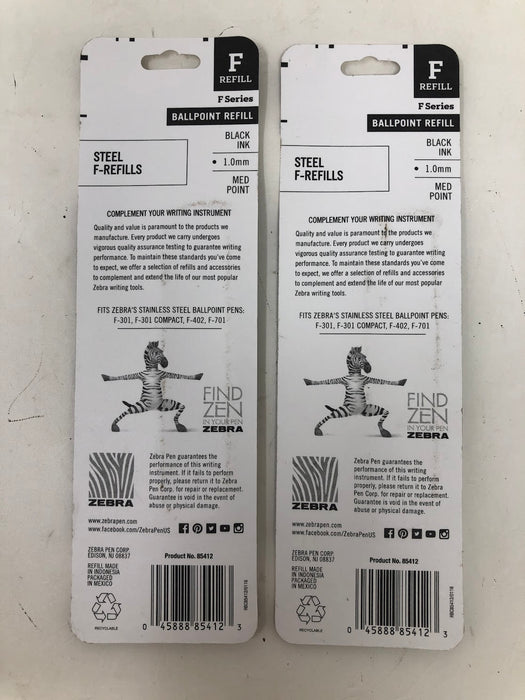 F
REFILL
F Series
BALLPOINT REFILL
BLACK
INK
• 1.0mm
MED
POINT
STEEL
F-REFILLS
COMPLEMENT YOUR WRITING INSTRUMENT
Quality and value is paramount to the products we
manufacture. Every product we carry undergoes
vigorous quality assurance testing to guarantee writing
performance. To maintain these standards you've come
to expect, we offer a selection of refills and accessories
to complement and extend the life of our most popular
Zebra writing tools.
FITS ZEBRA'S STAINLESS STEEL BALLPOINT PENS:
F-301, F-301 COMPACT, F-402, F-701
FIND
ZEN
IN YOUR PEN
ZEBRA
ZEBRA
Zebra Pen guarantees the
performance of this writing
instrument. If it fails to perform
properly, please return it to Zebra
Pen Corp. for repair or replacement.
Guarantee is void in the event of
abuse or physical damage.
www.zebrapen.com
www.facebook.com/ZebraPenUS
ZEBRA PEN CORP.
EDISON, NJ 08837
REFILL MADE
IN INDONESIA
PACKAGED
IN MEXICO
RECYCLABLE
Product No. 85412
0 45888 85412 3
F
REFILL
F Series
BALLPOINT REFILL
BLACK
INK
• 1.0mm
MED
POINT
STEEL
F-REFILLS
COMPLEMENT YOUR WRITING INSTRUMENT
Quality and value is paramount to the products we
manufacture. Every product we carry undergoes
vigorous quality assurance testing to guarantee writing
performance. To maintain these standards you've come
to expect, we offer a selection of refills and accessories
to complement and extend the life of our most popular
Zebra writing tools.
FITS ZEBRA'S STAINLESS STEEL BALLPOINT PENS:
F-301, F-301 COMPACT, F-402, F-701
FIND
ZEN
IN YOUR PEN
ZEBRA
ZEBRA
Zebra Pen guarantees the
performance of this writing
instrument. If it fails to perform
properly, please return it to Zebra
Pen Corp. for repair or replacement.
Guarantee is void in the event of
abuse or physical damage.
www.zebrapen.com
www.facebook.com/ZebraPenUS
ZEBRA PEN CORP.
EDISON, NJ 08837
REFILL MADE
IN INDONESIA
PACKAGED
IN MEXICO
RECYCLABLE
Product No. 85412
0 45888 85412 3